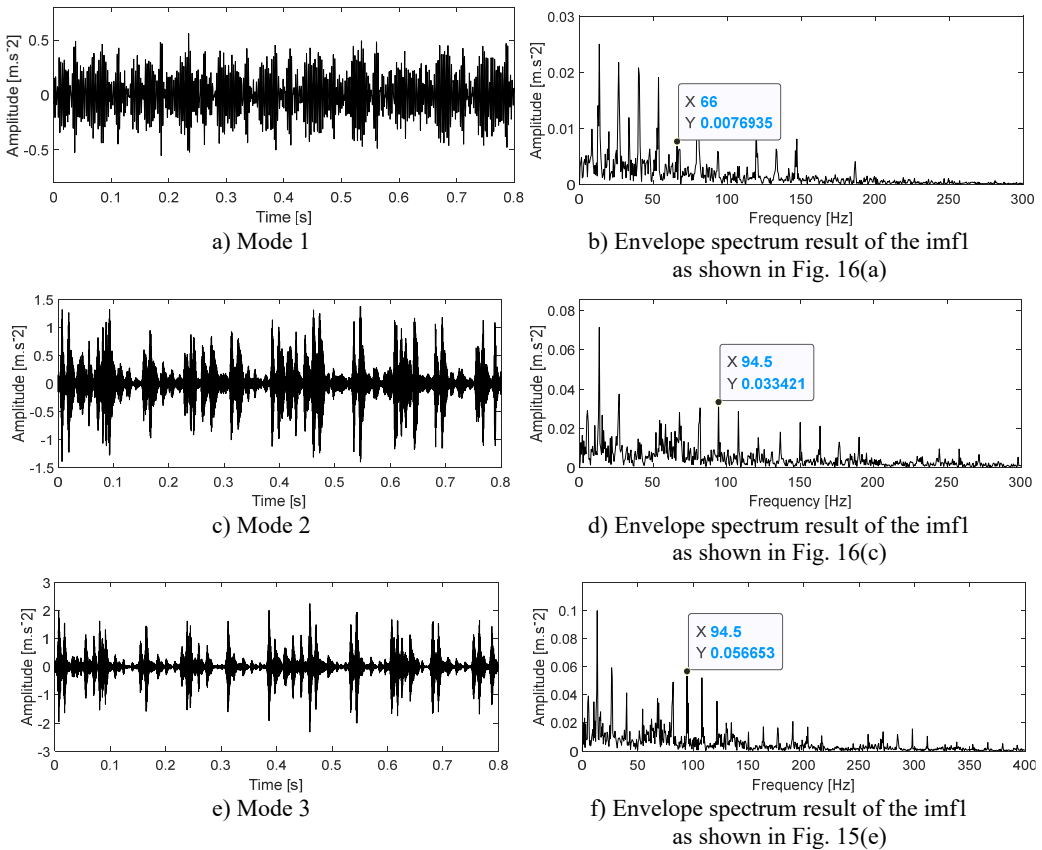 0.5
0
-0.5
Amplitude [m.s-2]
0 0.1 0.2 0.3 0.4 0.5 0.6 0.7 0.8
Time [s]
a) Mode 1
0.03
0.02
0.01
0
Amplitude [m.s-2]
X 66
Y 0.0076935
0 50 100 150 200 250 300
Frequency [Hz]
b) Envelope spectrum result of the imf1
as shown in Fig. 16(a)
1.5
1
0.5
0
-0.5
-1
-1.5
Amplitude [m.s-2]
0 0.1 0.2 0.3 0.4 0.5 0.6 0.7 0.8
Time [s]
c) Mode 2
0.08
0.06
0.04
0.02
0
Amplitude [m.s-2]
X 94.5
Y 0.033421
0 50 100 150 200 250 300
Frequency [Hz]
d) Envelope spectrum result of the imf1
as shown in Fig. 16(c)
3
2
1
0
-1
-2
-3
Amplitude [m.s-2]
0 0.1 0.2 0.3 0.4 0.5 0.6 0.7 0.8
Time [s]
e) Mode 3
0.1
0.08
0.06
0.04
0.02
0
Amplitude [m.s-2]
X 94.5
Y 0.056653
0 50 100 150 200 250 300 350 400
Frequency [Hz]
f) Envelope spectrum result of the imf1
as shown in Fig. 15(e)